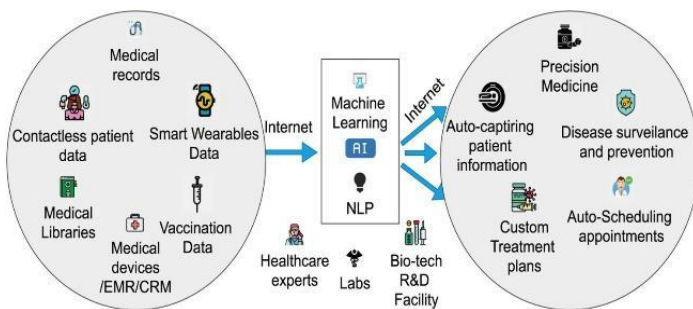 Medical
records
Contactless patient
data
Smart Wearables
Data
Medical
Libraries
Medical
devices
/EMR/CRM
Vaccination
Data
Internet
Machine
Learning
AI
NLP
Healthcare
experts
Labs
Bio-tech
R&D
Facility
Internet
Precision
Medicine
Auto-captiring
patient
information
Disease surveilance
and prevention
Custom
Treatment
plans
Auto-Scheduling
appointments